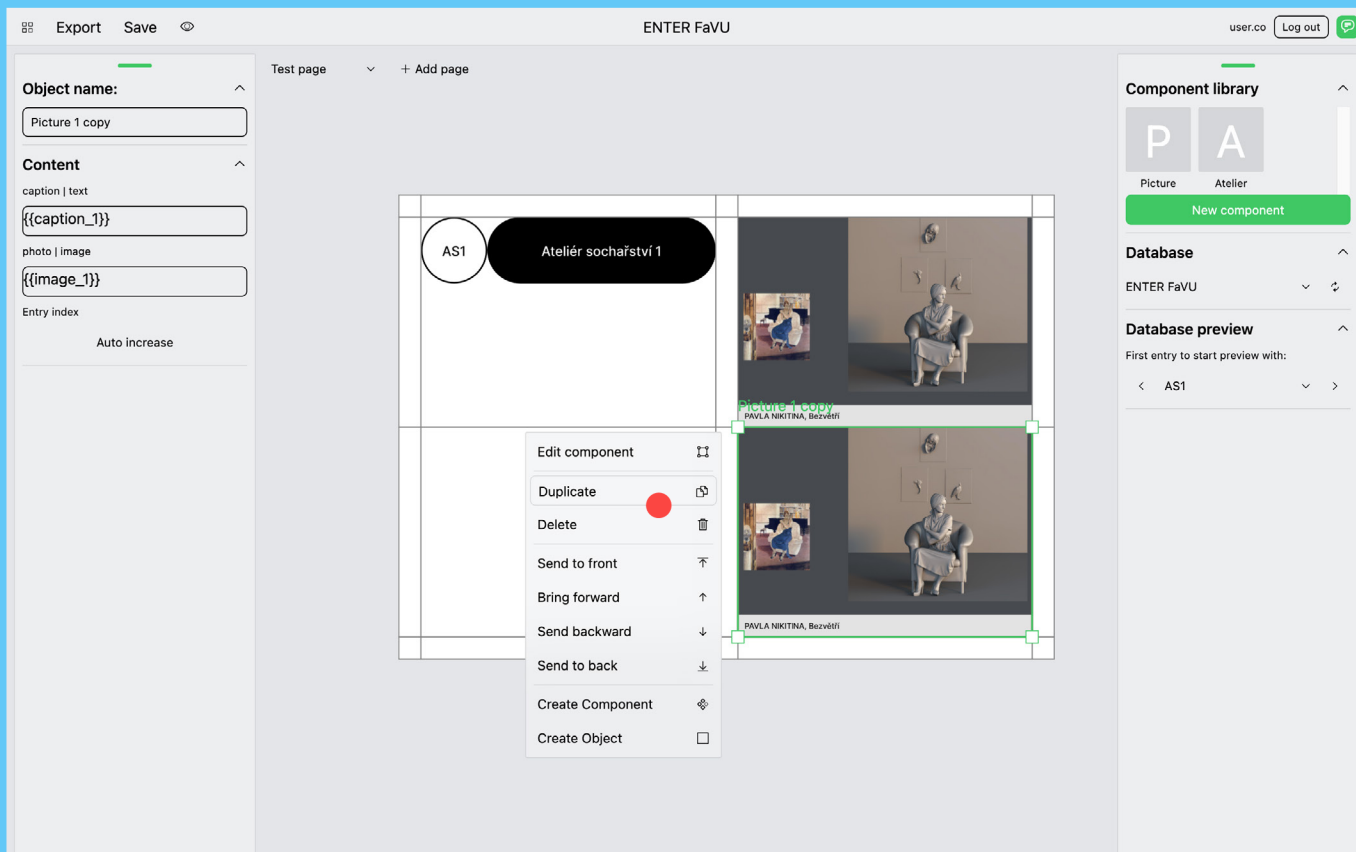 Export Save
ENTER FaVU
user.co Log out
Object name:
Picture 1 copy
Content
caption | text
{{caption_1}}
photo | image
{{image_1}}
Entry index
Auto increase
Test page + Add page
AS1 Ateliér sochařství 1
Picture 1 copy
PAVLA NIKITINA, Bezvětří
PAVLA NIKITINA, Bezvětří
Edit component
Duplicate
Delete
Send to front
Bring forward
Send backward
Send to back
Create Component
Create Object
Component library
P A
Picture Atelier
New component
Database
ENTER FaVU
Database preview
First entry to start preview with:
AS1